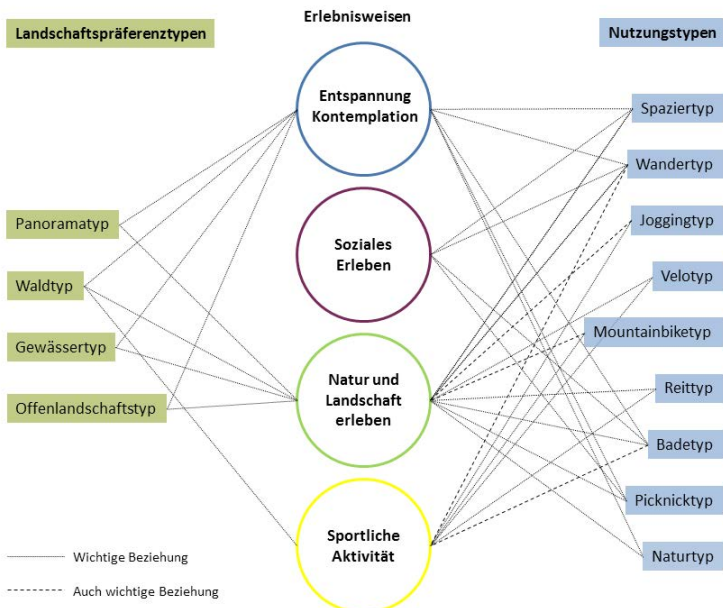 Erlebnisweisen
Landschaftspräferenztypen
Nutzungstypen
Entspannung
Kontemplation
Soziales
Erleben
Natur und
Landschaft
erleben
Sportliche
Aktivität
Panoramatyp
Waldtyp
Gewässertyp
Offenlandschaftstyp
Spaziertyp
Wandertyp
Joggingtyp
Velotyp
Mountainbiketyp
Reittyp
Badetyp
Picknicktyp
Naturtyp
Wichtige Beziehung
Auch wichtige Beziehung